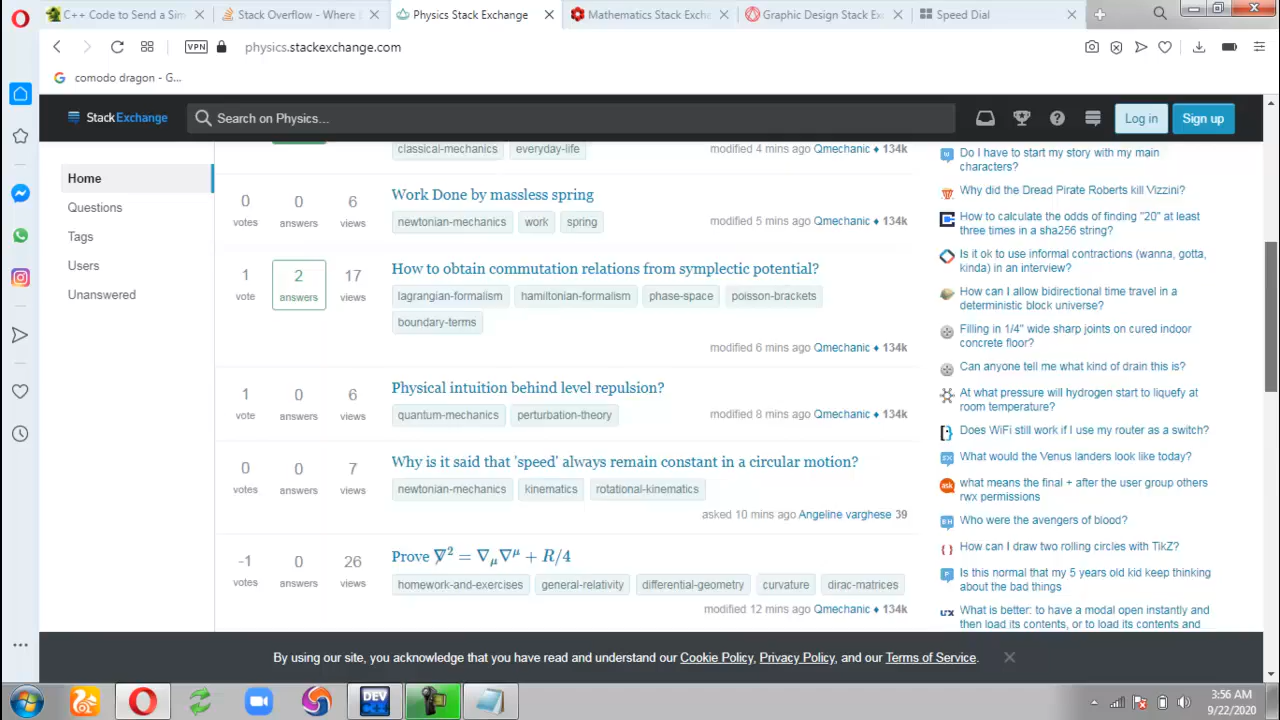 C++ Code to Send a Sim
Stack Overflow - Where
Physics Stack Exchange
Mathematics Stack Excha
Graphic Design Stack Ex
Speed Dial
VPN
physics.stackexchange.com
comodo dragon - G...
StackExchange
Search on Physics...
Log in
Sign up
Home
Questions
Tags
Users
Unanswered
classical-mechanics
everyday-life
modified 4 mins ago Qmechanic ♦ 134k
0 votes
0 answers
6 views
Work Done by massless spring
newtonian-mechanics
work
spring
modified 5 mins ago Qmechanic ♦ 134k
1 vote
2 answers
17 views
How to obtain commutation relations from symplectic potential?
lagrangian-formalism
hamiltonian-formalism
phase-space
poisson-brackets
boundary-terms
modified 6 mins ago Qmechanic ♦ 134k
1 vote
0 answers
6 views
Physical intuition behind level repulsion?
quantum-mechanics
perturbation-theory
modified 8 mins ago Qmechanic ♦ 134k
0 votes
0 answers
7 views
Why is it said that 'speed' always remain constant in a circular motion?
newtonian-mechanics
kinematics
rotational-kinematics
asked 10 mins ago Angeline varghese 39
-1 votes
0 answers
26 views
Prove ∇̸² = ∇μ∇^μ + R/4
homework-and-exercises
general-relativity
differential-geometry
curvature
dirac-matrices
modified 12 mins ago Qmechanic ♦ 134k
Do I have to start my story with my main
characters?
Why did the Dread Pirate Roberts kill Vizzini?
How to calculate the odds of finding "20" at least
three times in a sha256 string?
Is it ok to use informal contractions (wanna, gotta,
kinda) in an interview?
How can I allow bidirectional time travel in a
deterministic block universe?
Filling in 1/4" wide sharp joints on cured indoor
concrete floor?
Can anyone tell me what kind of drain this is?
At what pressure will hydrogen start to liquefy at
room temperature?
Does WiFi still work if I use my router as a switch?
What would the Venus landers look like today?
what means the final + after the user group others
rwx permissions
Who were the avengers of blood?
How can I draw two rolling circles with TikZ?
Is this normal that my 5 years old kid keep thinking
about the bad things
What is better: to have a modal open instantly and
then load its contents, or to load its contents and
By using our site, you acknowledge that you have read and understand our Cookie Policy, Privacy Policy, and our Terms of Service.
DEV
3:56 AM
9/22/2020